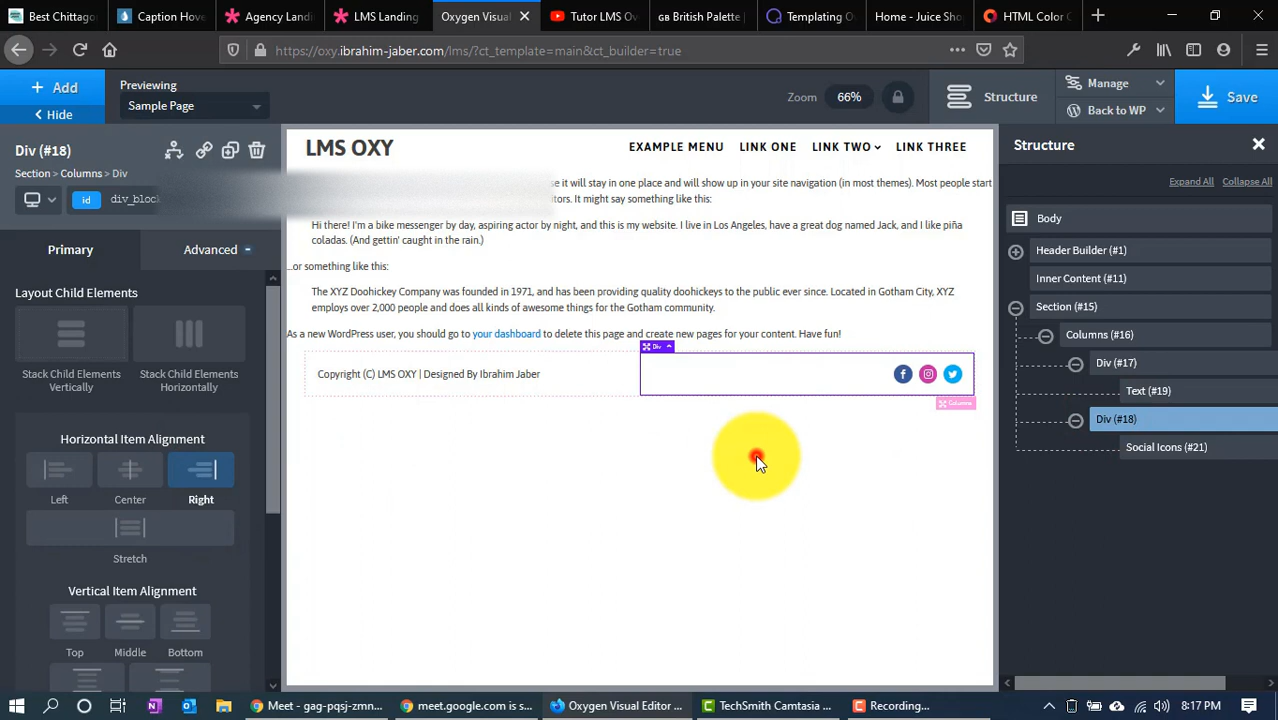 Best Chittagon
Caption Hover
Agency Landi
LMS Landing
Oxygen Visual
Tutor LMS Ov
GB British Palette |
Templating Ov
Home - Juice Sho
HTML Color C
https://oxy.ibrahim-jaber.com/lms/?ct_template=main&ct_builder=true
+ Add
< Hide
Previewing
Sample Page
Zoom
66%
Structure
Manage
Back to WP
Save
Div (#18)
Section > Columns > Div
id
div_block
Primary
Advanced
Layout Child Elements
Stack Child Elements Vertically
Stack Child Elements Horizontally
Horizontal Item Alignment
Left
Center
Right
Stretch
Vertical Item Alignment
Top
Middle
Bottom
LMS OXY
EXAMPLE MENU
LINK ONE
LINK TWO
LINK THREE
it will stay in one place and will show up in your site navigation (in most themes). Most people start
itors. It might say something like this:
Hi there! I'm a bike messenger by day, aspiring actor by night, and this is my website. I live in Los Angeles, have a great dog named Jack, and I like piña
coladas. (And gettin' caught in the rain.)
...or something like this:
The XYZ Doohickey Company was founded in 1971, and has been providing quality doohickeys to the public ever since. Located in Gotham City, XYZ
employs over 2,000 people and does all kinds of awesome things for the Gotham community.
As a new WordPress user, you should go to your dashboard to delete this page and create new pages for your content. Have fun!
Div
Copyright (C) LMS OXY | Designed By Ibrahim Jaber
Columns
Structure
Expand All
Collapse All
Body
Header Builder (#1)
Inner Content (#11)
Section (#15)
Columns (#16)
Div (#17)
Text (#19)
Div (#18)
Social Icons (#21)
Meet - gag-pqsj-zmn...
meet.google.com is s...
Oxygen Visual Editor ...
TechSmith Camtasia ...
Recording...
8:17 PM